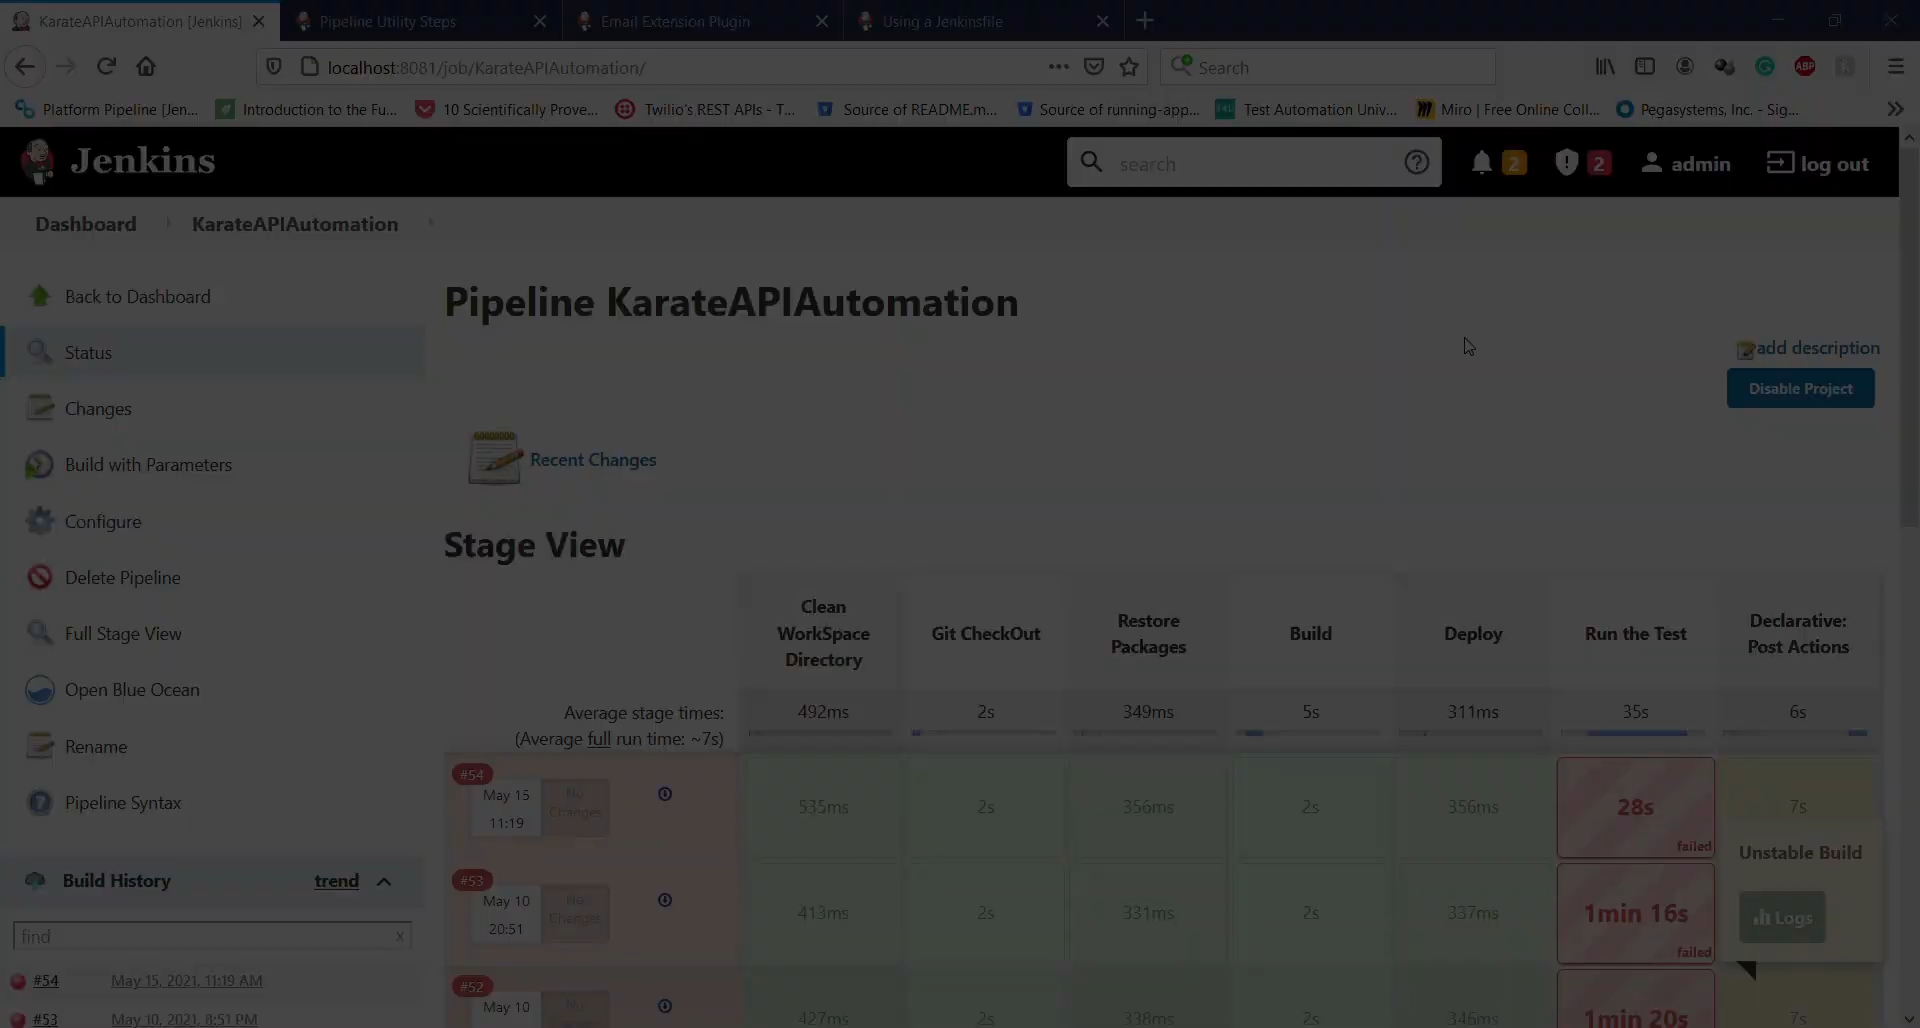 KarateAPIAutomation [Jenkins]
Pipeline Utility Steps
Email Extension Plugin
Using a Jenkinsfile
localhost:8081/job/KarateAPIAutomation/
Search
Platform Pipeline [Jen...
Introduction to the Fu...
10 Scientifically Prove...
Twilio's REST APIs - T...
Source of README.m...
Source of running-app...
Test Automation Univ...
Miro | Free Online Coll...
Pegasystems, Inc. - Sig...
ABP
Jenkins
search
2
2
admin
log out
Dashboard
KarateAPIAutomation
Back to Dashboard
Status
Changes
Build with Parameters
Configure
Delete Pipeline
Full Stage View
Open Blue Ocean
Rename
Pipeline Syntax
Build History
trend
find
x
#54
May 15, 2021, 11:19 AM
#53
May 10, 2021, 8:51 PM
Pipeline KarateAPIAutomation
add description
Disable Project
Recent Changes
Stage View
Clean
WorkSpace
Directory
Git CheckOut
Restore
Packages
Build
Deploy
Run the Test
Declarative:
Post Actions
Average stage times:
(Average full run time: ~7s)
492ms
2s
349ms
5s
311ms
35s
6s
#54
May 15
11:19
No
Changes
535ms
2s
356ms
2s
356ms
28s
failed
7s
#53
May 10
20:51
No
Changes
413ms
2s
331ms
2s
337ms
1min 16s
failed
Unstable Build
Logs
#52
May 10
No
Changes
427ms
2s
338ms
2s
346ms
1min 20s
7s